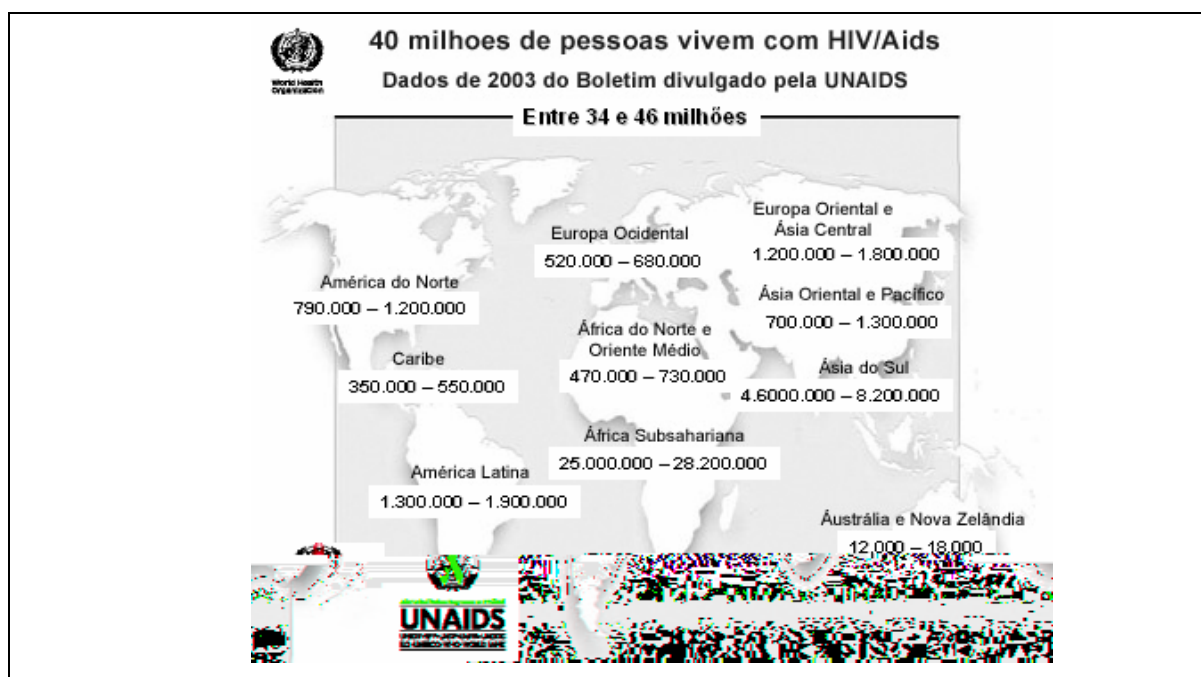 40 milhoes de pessoas vivem com HIV/Aids
World Health
Organization
Dados de 2003 do Boletim divulgado pela UNAIDS
Entre 34 e 46 milhões
Europa Oriental e
Ásia Central
1.200.000 – 1.800.000
Europa Ocidental
520.000 – 680.000
América do Norte
790.000 – 1.200.000
Ásia Oriental e Pacífico
700.000 – 1.300.000
África do Norte e
Oriente Médio
470.000 – 730.000
Caribe
350.000 – 550.000
Ásia do Sul
4.6000.000 – 8.200.000
África Subsahariana
25.000.000 – 28.200.000
América Latina
1.300.000 – 1.900.000
Áustrália e Nova Zelândia
12.000 – 18.000
UNAIDS